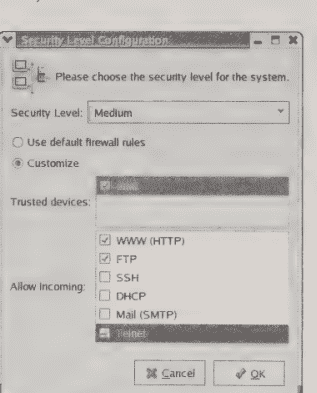 Security Level Configuration
Please choose the security level for the system.
Security Level: Medium
Use default firewall rules
Customize
Trusted devices:
Allow Incoming:
WWW (HTTP)
FTP
SSH
DHCP
Mail (SMTP)
Telnet
Cancel
OK